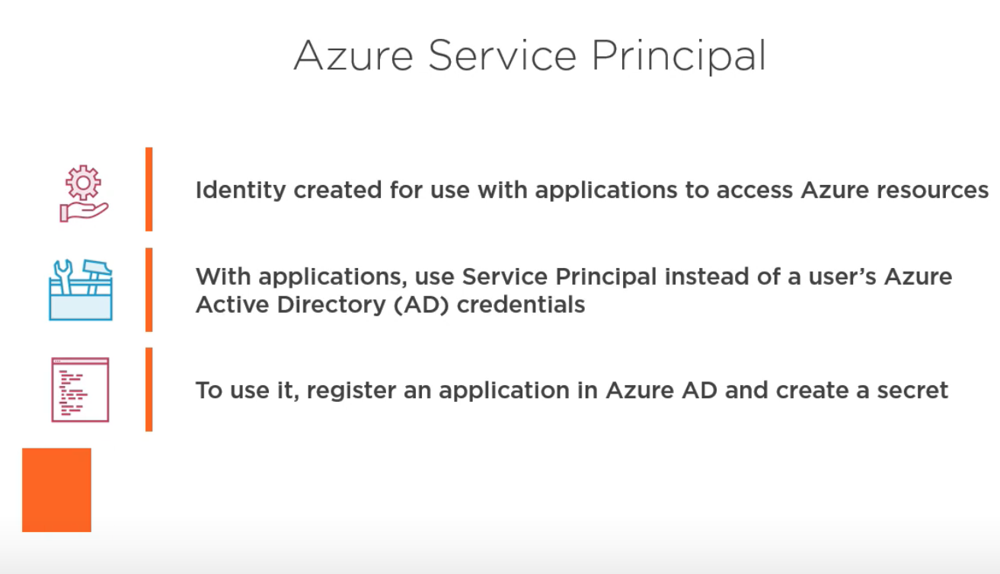 Azure Service Principal
Identity created for use with applications to access Azure resources
With applications, use Service Principal instead of a user’s Azure
Active Directory (AD) credentials
To use it, register an application in Azure AD and create a secret